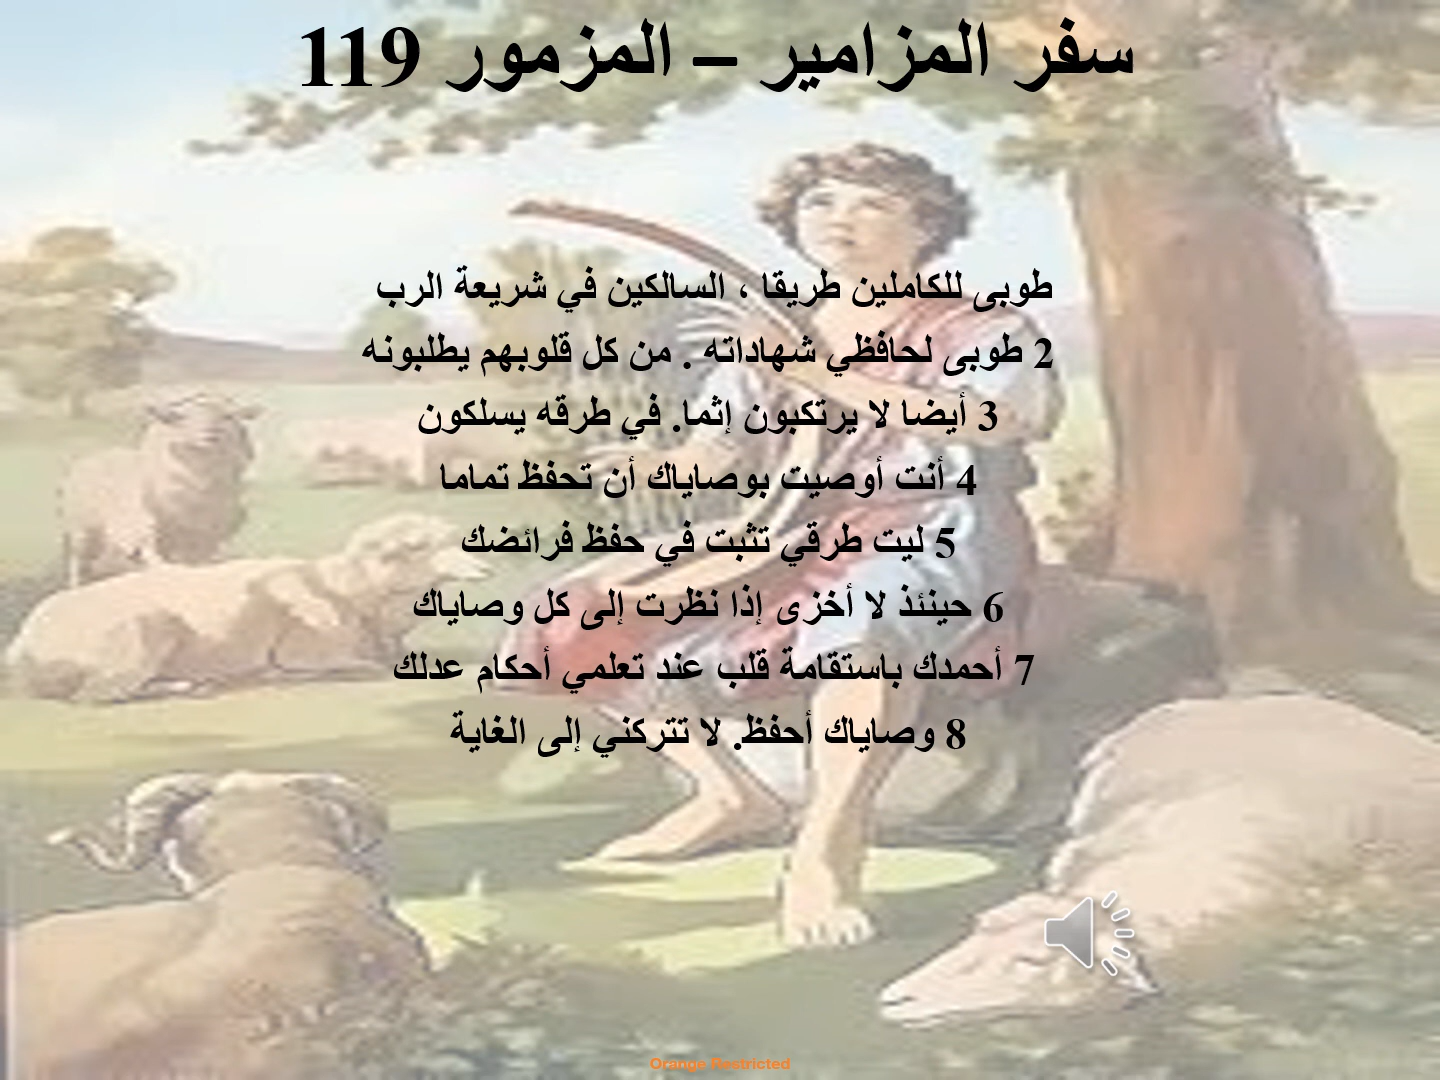 سفر المزامير – المزمور 119
طوبى للكاملين طريقا ، السالكين في شريعة الرب
2 طوبى لحافظي شهاداته . من كل قلوبهم يطلبونه
3 أيضا لا يرتكبون إثما. في طرقه يسلكون
4 أنت أوصيت بوصاياك أن تحفظ تماما
5 ليت طرقي تثبت في حفظ فرائضك
6 حينئذ لا أخزى إذا نظرت إلى كل وصاياك
7 أحمدك باستقامة قلب عند تعلمي أحكام عدلك
8 وصاياك أحفظ. لا تتركني إلى الغاية
Orange Restricted